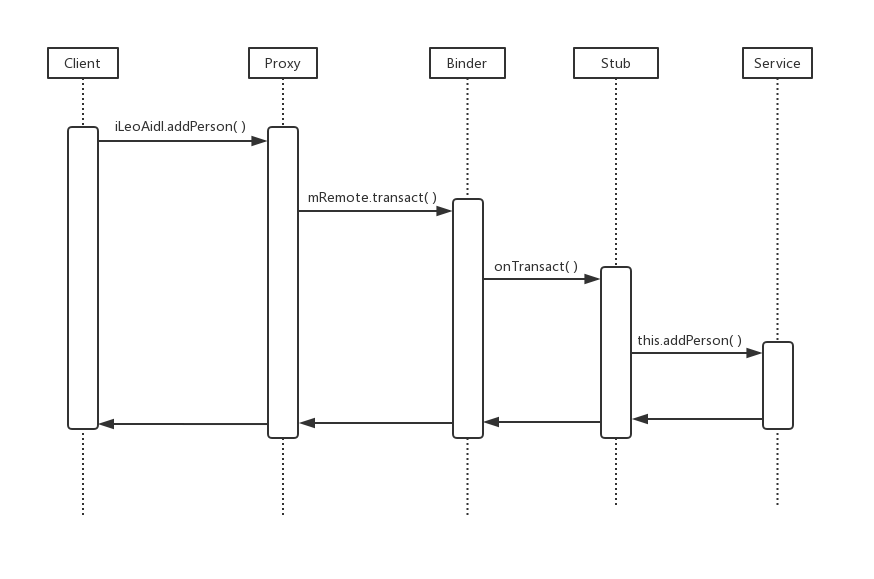 Client
Proxy
Binder
Stub
Service
iLeoAidl.addPerson( )
mRemote.transact( )
onTransact( )
this.addPerson( )